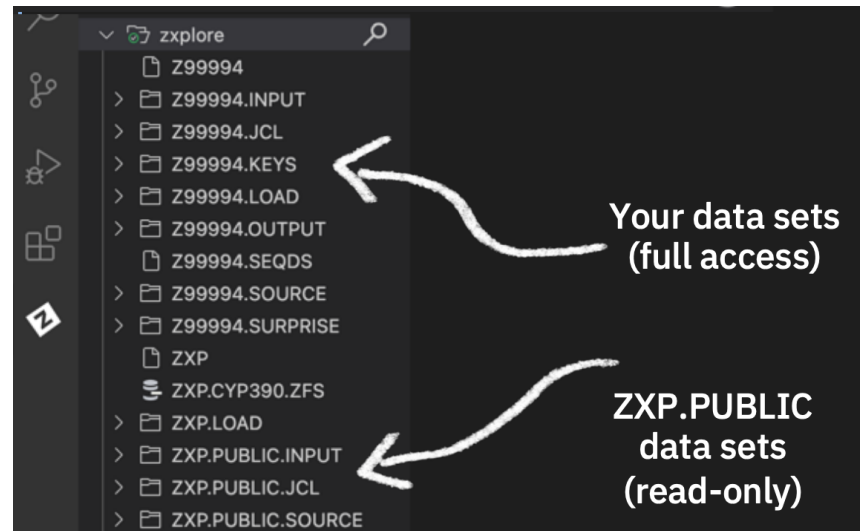 zxplore
Z99994
Z99994.INPUT
Z99994.JCL
Z99994.KEYS
Z99994.LOAD
Z99994.OUTPUT
Z99994.SEQDS
Z99994.SOURCE
Z99994.SURPRISE
ZXP
ZXP.CYP390.ZFS
ZXP.LOAD
ZXP.PUBLIC.INPUT
ZXP.PUBLIC.JCL
ZXP.PUBLIC.SOURCE
Your data sets
(full access)
ZXP.PUBLIC
data sets
(read-only)
Z